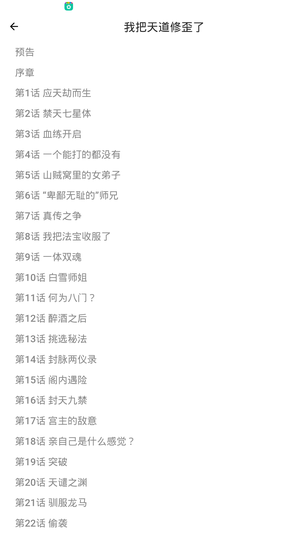 我把天道修歪了
预告
序章
第1话 应天劫而生
第2话 禁天七星体
第3话 血练开启
第4话 一个能打的都没有
第5话 山贼窝里的女弟子
第6话 “卑鄙无耻的”师兄
第7话 真传之争
第8话 我把法宝收服了
第9话 一体双魂
第10话 白雪师姐
第11话 何为八门？
第12话 醉酒之后
第13话 挑选秘法
第14话 封脉两仪录
第15话 阁内遇险
第16话 封天九禁
第17话 宫主的敌意
第18话 亲自己是什么感觉？
第19话 突破
第20话 天谴之渊
第21话 驯服龙马
第22话 偷袭